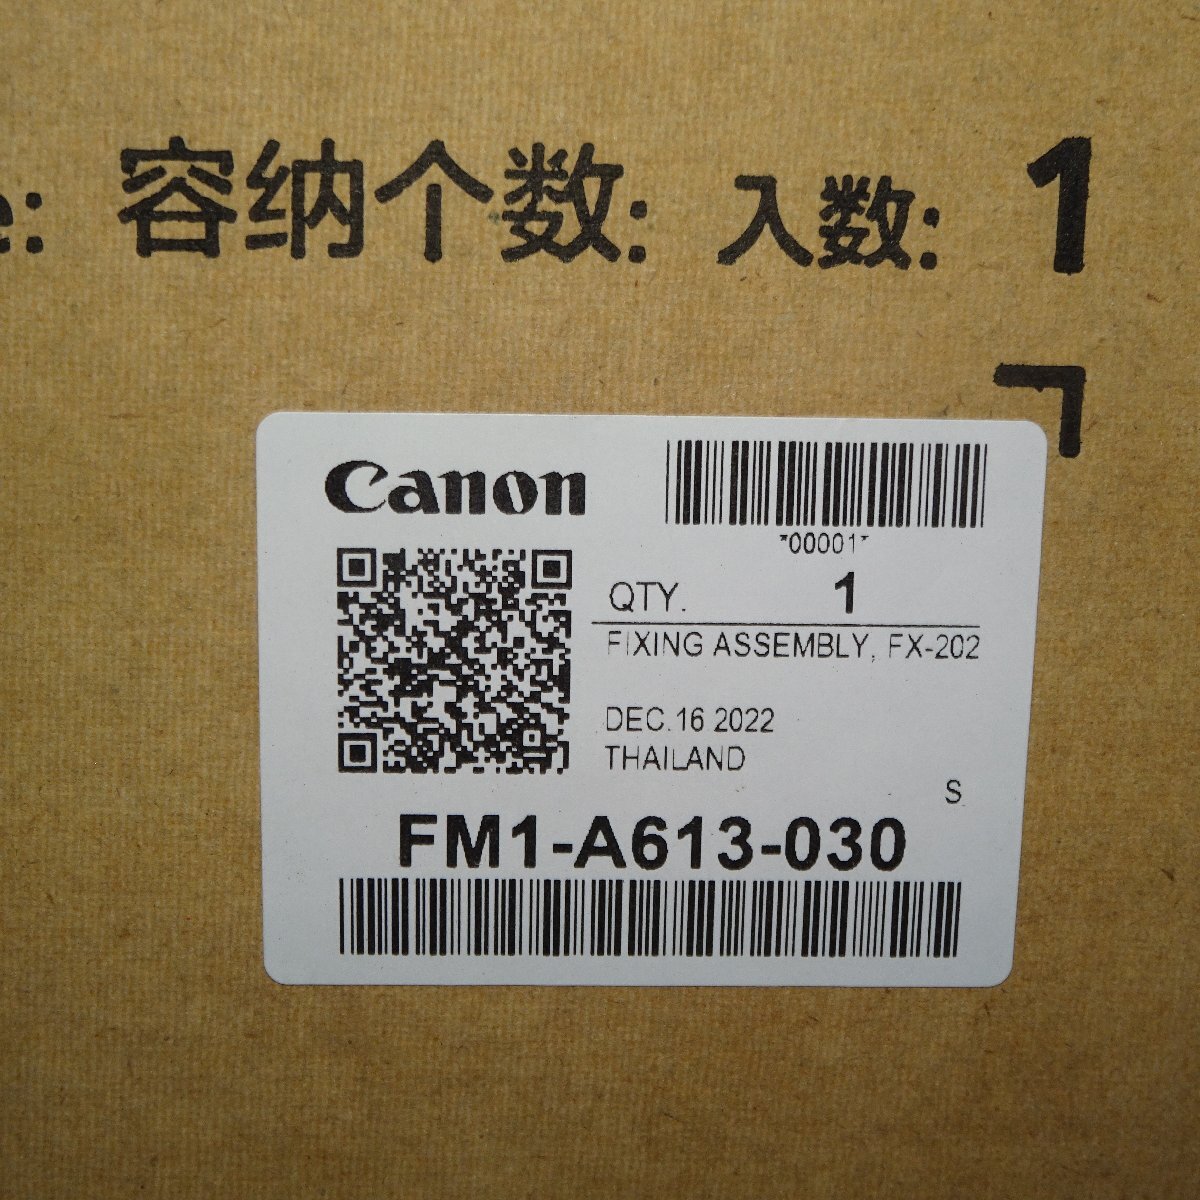 e: 容纳个数: 入数: 1
Canon
*00001*
QTY. 1
FIXING ASSEMBLY, FX-202
DEC.16 2022
THAILAND
S
FM1-A613-030